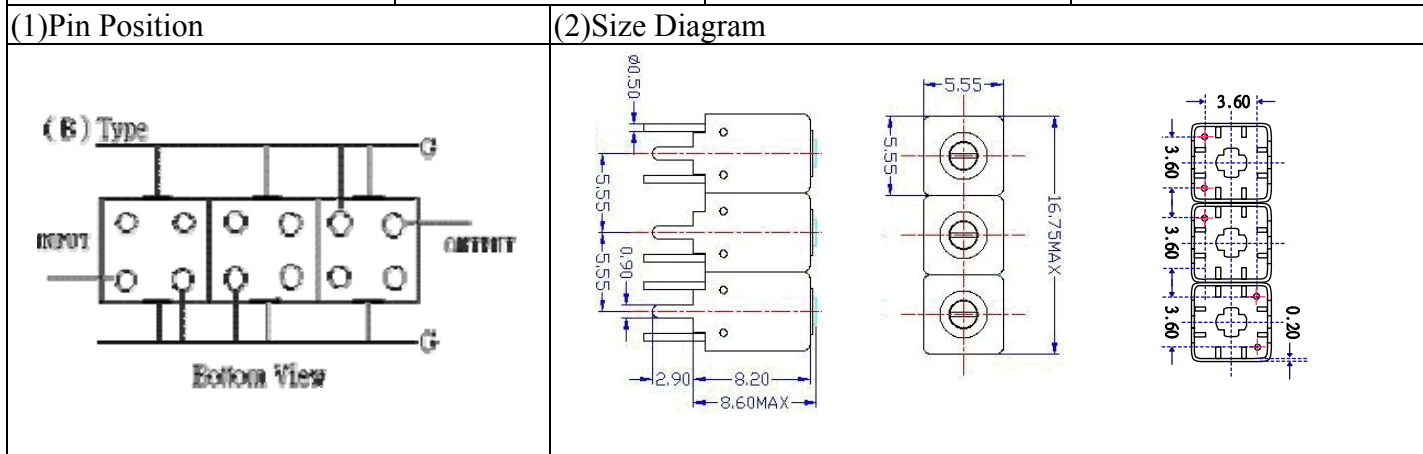 (1)Pin Position
(2)Size Diagram
(B) Type
G
INPUT
OUTPUT
G
Bottom View
ø0.50
5.55
5.55
0.90
2.90
8.20
8.60MAX
5.55
5.55
16.75MAX
3.60
3.60
3.60
3.60
0.20